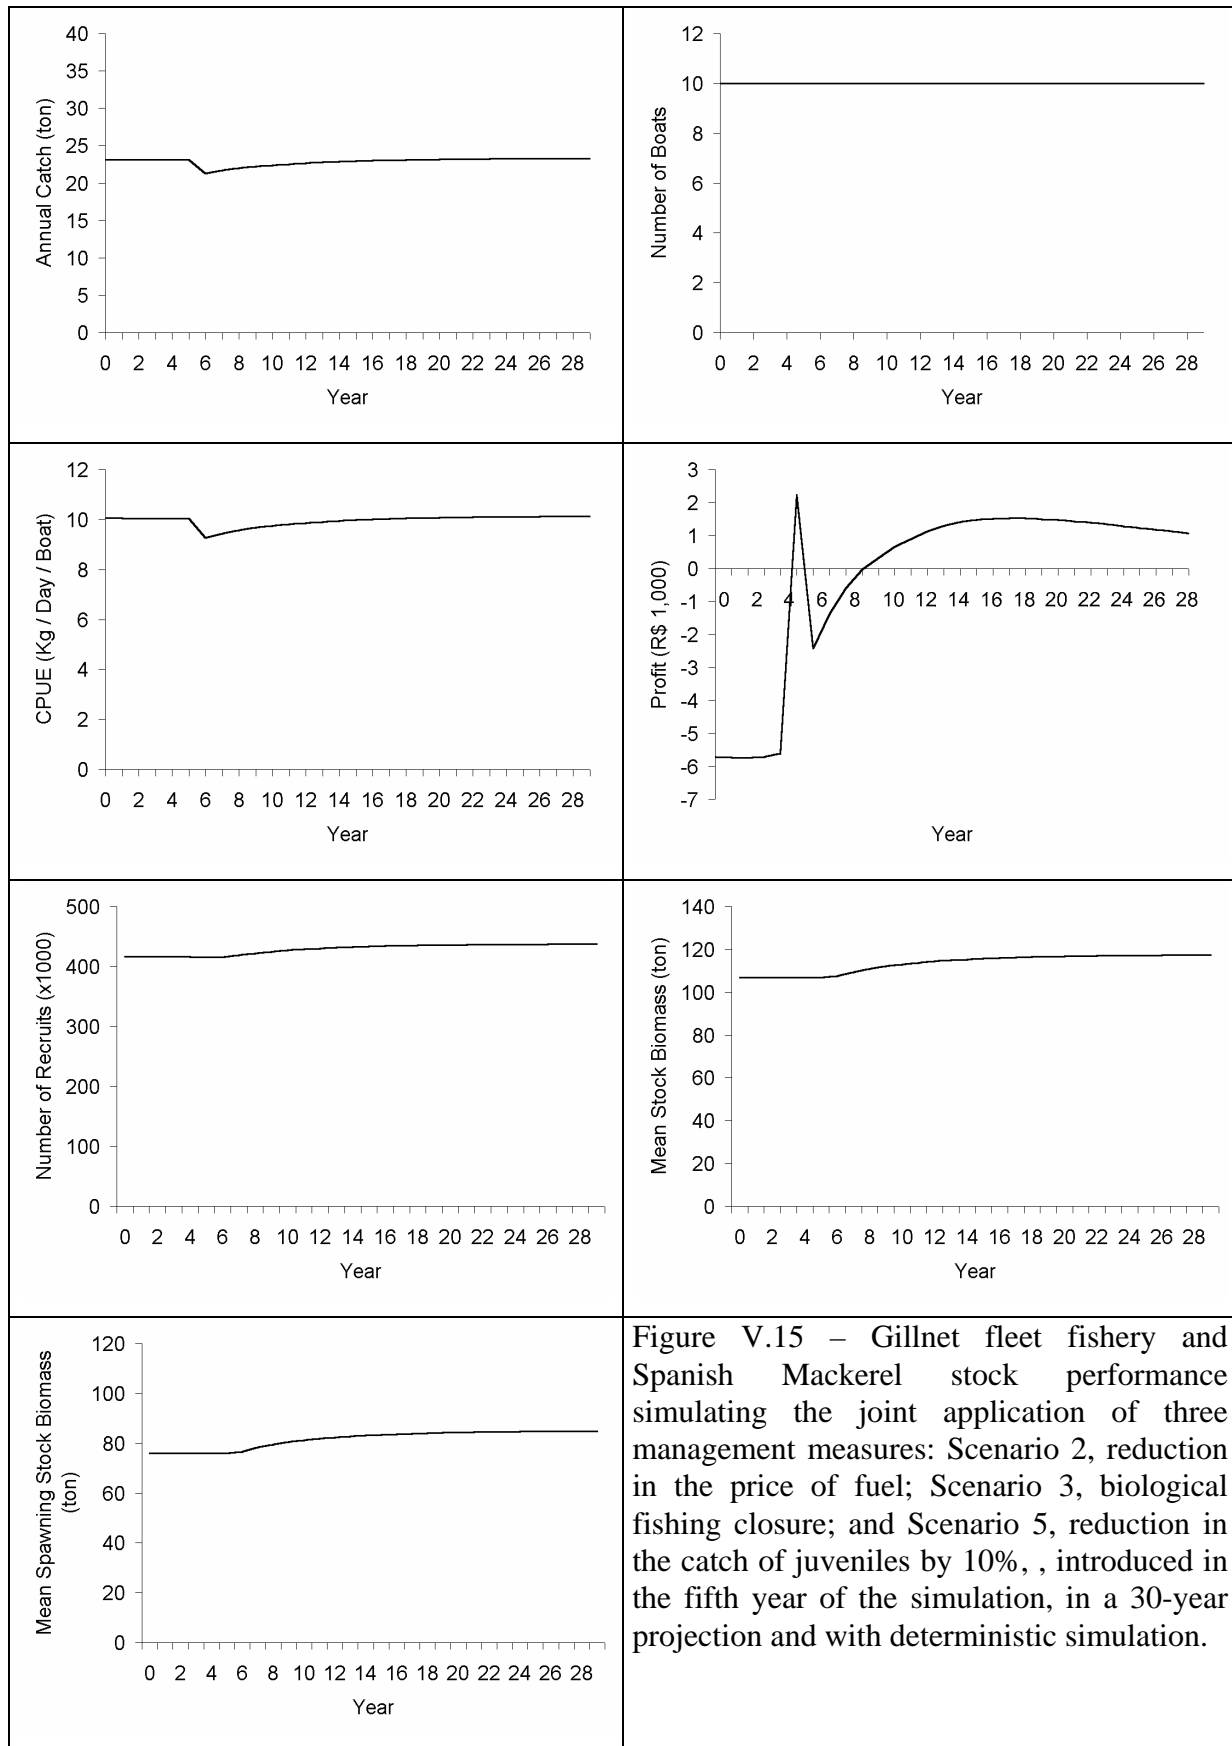 40
35
30
25
20
15
10
5
0
Annual Catch (ton)
0 2 4 6 8 10 12 14 16 18 20 22 24 26 28
Year
12
10
8
6
4
2
0
Number of Boats
0 2 4 6 8 10 12 14 16 18 20 22 24 26 28
Year
12
10
8
6
4
2
0
CPUE (Kg / Day / Boat)
0 2 4 6 8 10 12 14 16 18 20 22 24 26 28
Year
3
2
1
0
-1
-2
-3
-4
-5
-6
-7
Profit (R$ 1,000)
0 2 4 6 8 10 12 14 16 18 20 22 24 26 28
Year
500
400
300
200
100
0
Number of Recruits (x1000)
0 2 4 6 8 10 12 14 16 18 20 22 24 26 28
Year
140
120
100
80
60
40
20
0
Mean Stock Biomass (ton)
0 2 4 6 8 10 12 14 16 18 20 22 24 26 28
Year
120
100
80
60
40
20
0
Mean Spawning Stock Biomass
(ton)
0 2 4 6 8 10 12 14 16 18 20 22 24 26 28
Year
Figure V.15 – Gillnet fleet fishery and
Spanish Mackerel stock performance
simulating the joint application of three
management measures: Scenario 2, reduction
in the price of fuel; Scenario 3, biological
fishing closure; and Scenario 5, reduction in
the catch of juveniles by 10%, , introduced in
the fifth year of the simulation, in a 30-year
projection and with deterministic simulation.